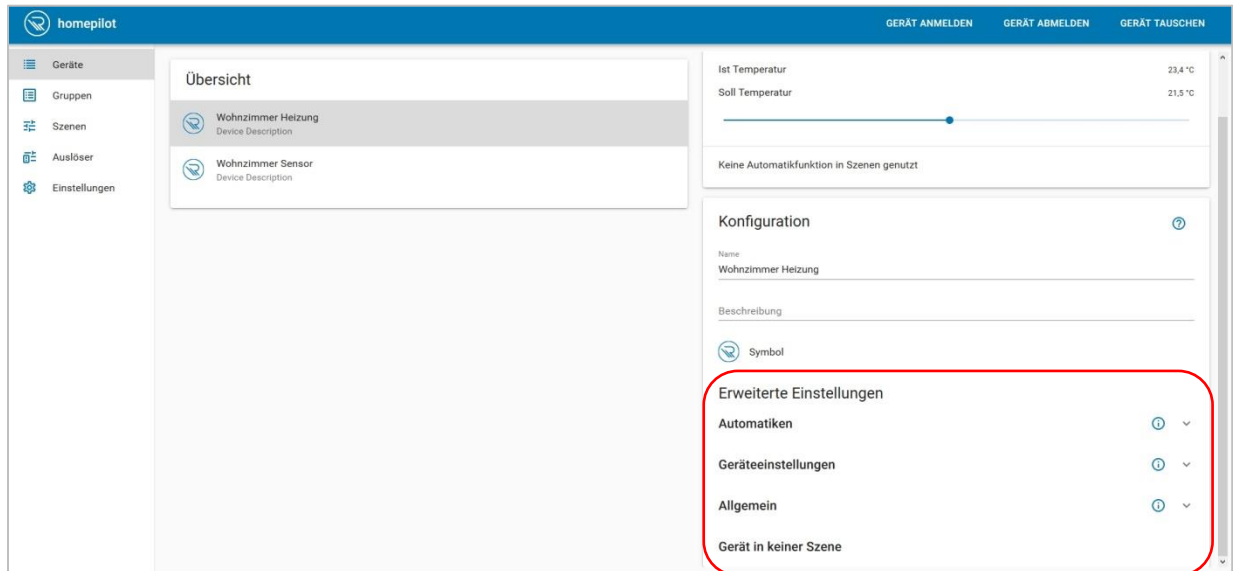 homepilot
GERÄT ANMELDEN GERÄT ABMELDEN GERÄT TAUSCHEN
Geräte
Gruppen
Szenen
Auslöser
Einstellungen
Übersicht
Wohnzimmer Heizung
Device Description
Wohnzimmer Sensor
Device Description
Ist Temperatur 23,4 °C
Soll Temperatur 21,5 °C
Keine Automatikfunktion in Szenen genutzt
Konfiguration
Name
Wohnzimmer Heizung
Beschreibung
Symbol
Erweiterte Einstellungen
Automatiken
Geräteeinstellungen
Allgemein
Gerät in keiner Szene